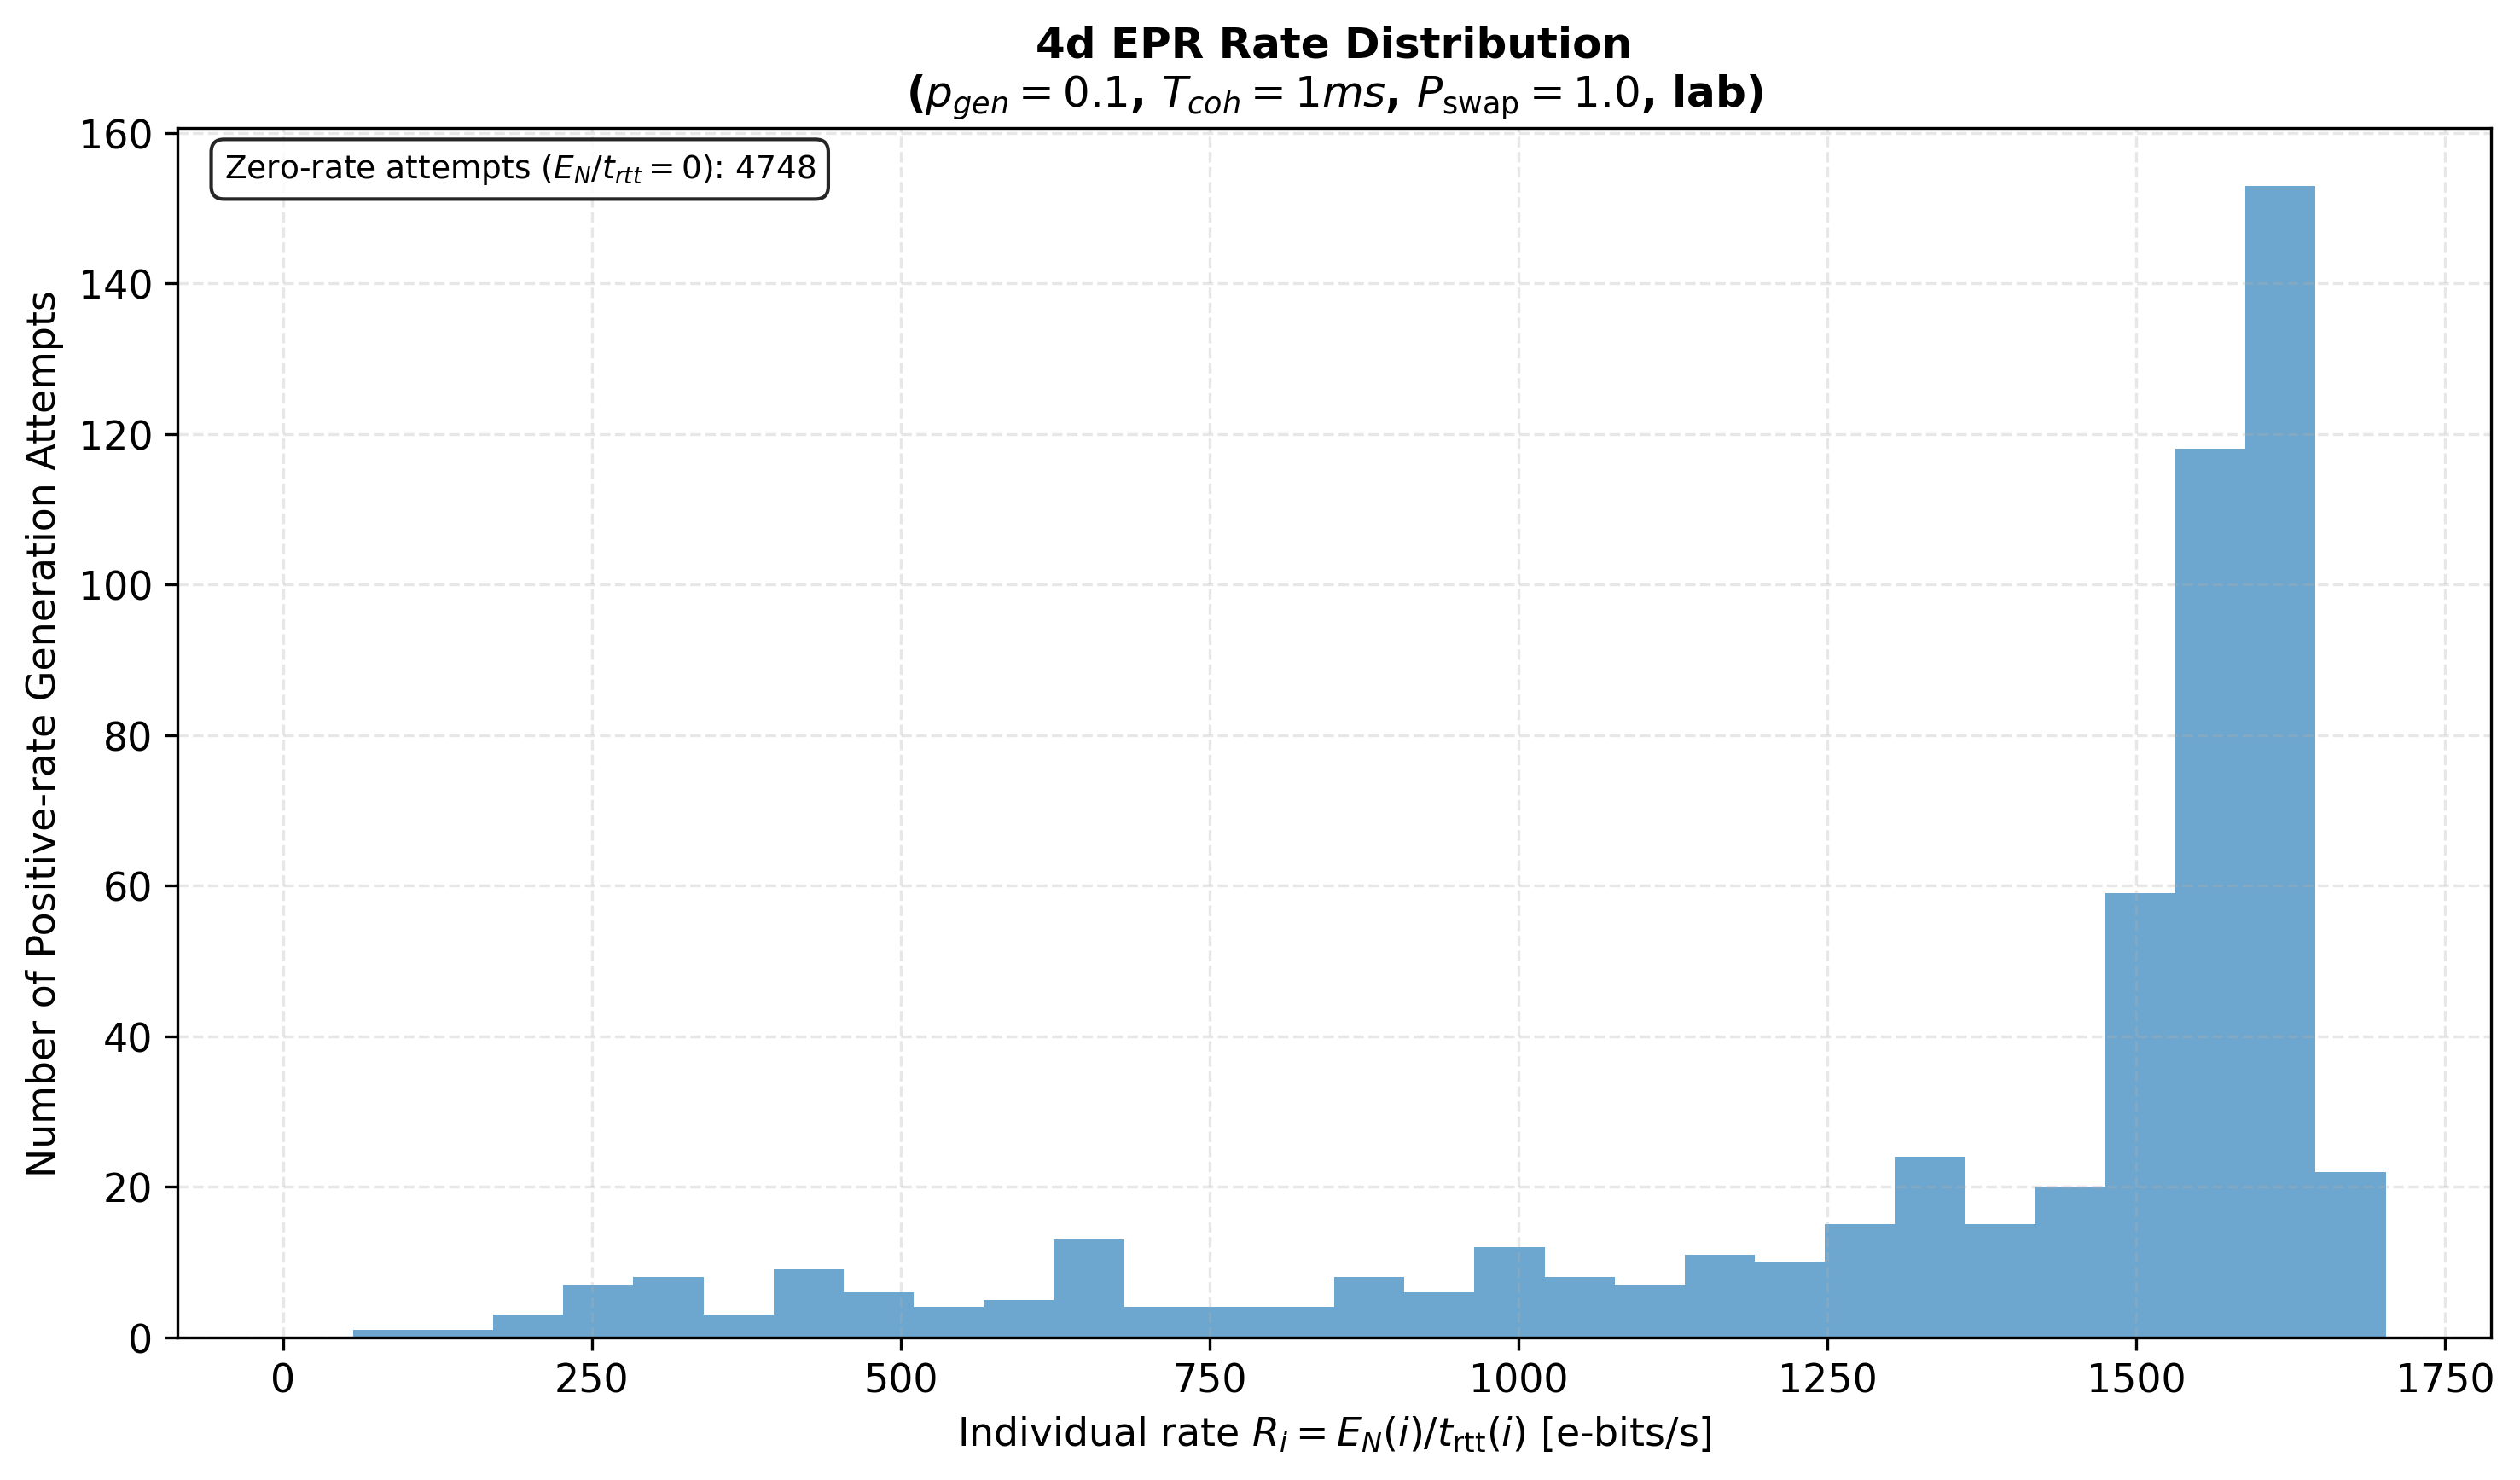 4d EPR Rate Distribution
(p_gen = 0.1, T_coh = 1ms, P_swap = 1.0, lab)
Zero-rate attempts (E_N/t_rtt = 0): 4748
Number of Positive-rate Generation Attempts
160
140
120
100
80
60
40
20
0
0 250 500 750 1000 1250 1500 1750
Individual rate R_i = E_N(i)/t_rtt(i) [e-bits/s]